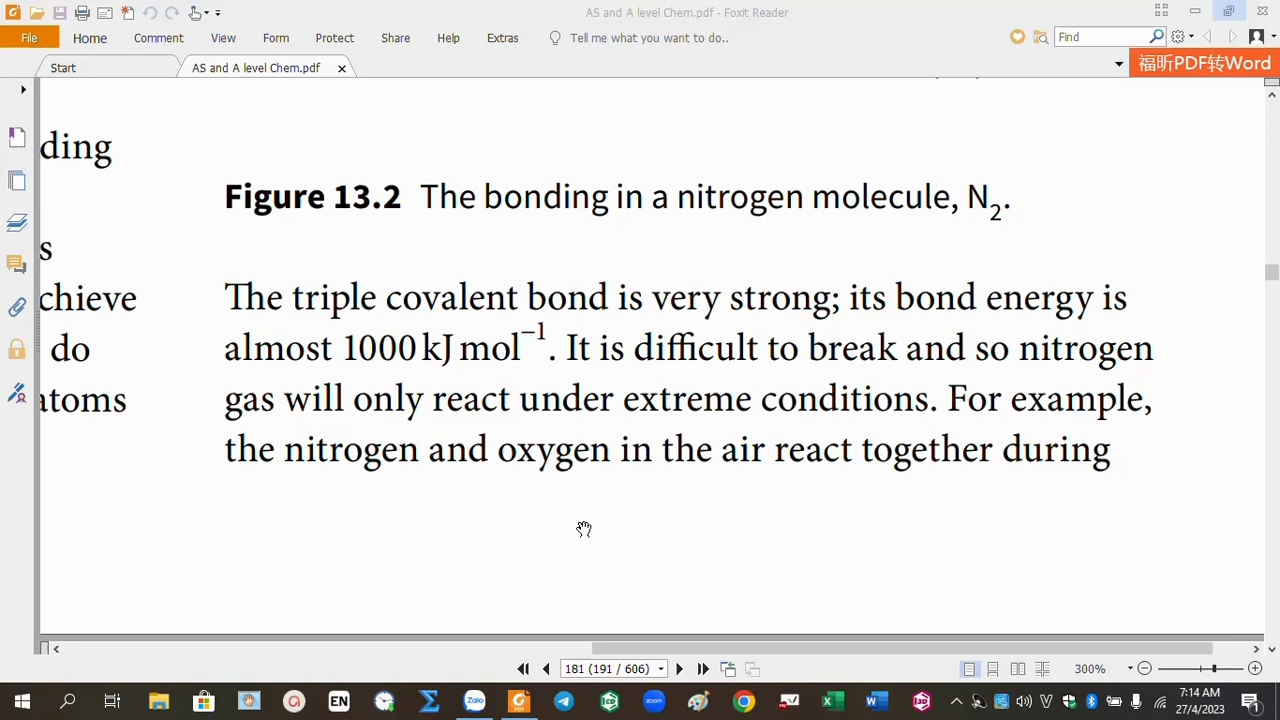 AS and A level Chem.pdf - Foxit Reader
File Home Comment View Form Protect Share Help Extras Tell me what you want to do.. Find
Start AS and A level Chem.pdf 福昕PDF转Word
ding
Figure 13.2 The bonding in a nitrogen molecule, N₂.
s
chieve
do
atoms
The triple covalent bond is very strong; its bond energy is
almost 1000 kJ mol⁻¹. It is difficult to break and so nitrogen
gas will only react under extreme conditions. For example,
the nitrogen and oxygen in the air react together during
181 (191 / 606) 300%
EN Zalo zoom 7:14 AM
27/4/2023